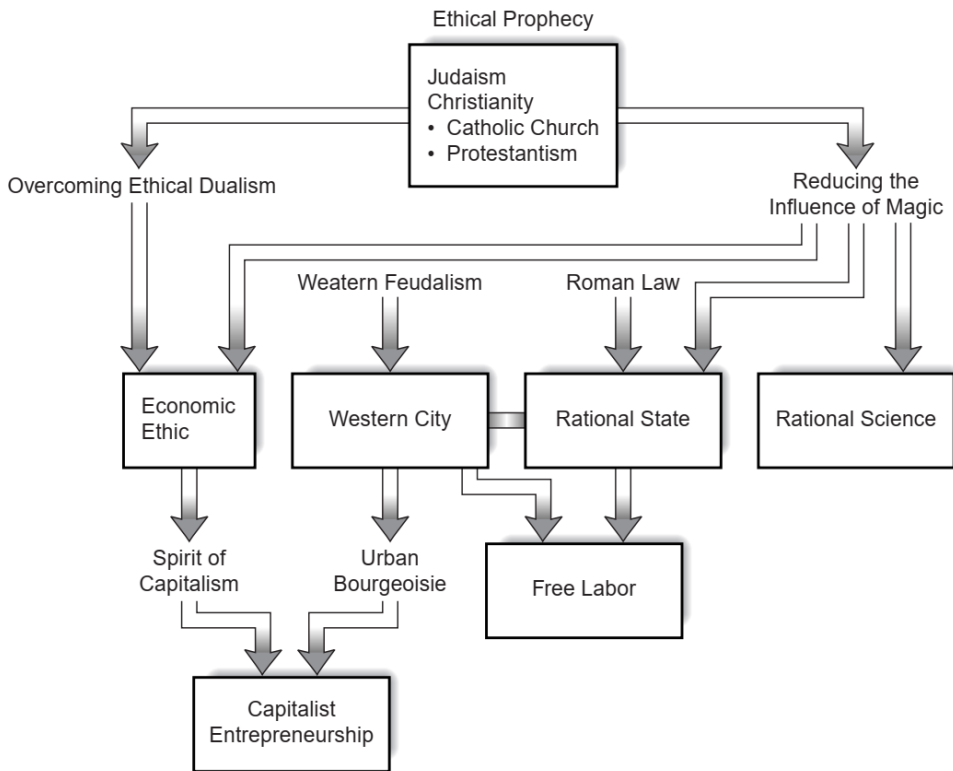 Ethical Prophecy
Judaism
Christianity
• Catholic Church
• Protestantism
Overcoming Ethical Dualism
Reducing the
Influence of Magic
Weatern Feudalism
Roman Law
Economic
Ethic
Western City
Rational State
Rational Science
Spirit of
Capitalism
Urban
Bourgeoisie
Free Labor
Capitalist
Entrepreneurship